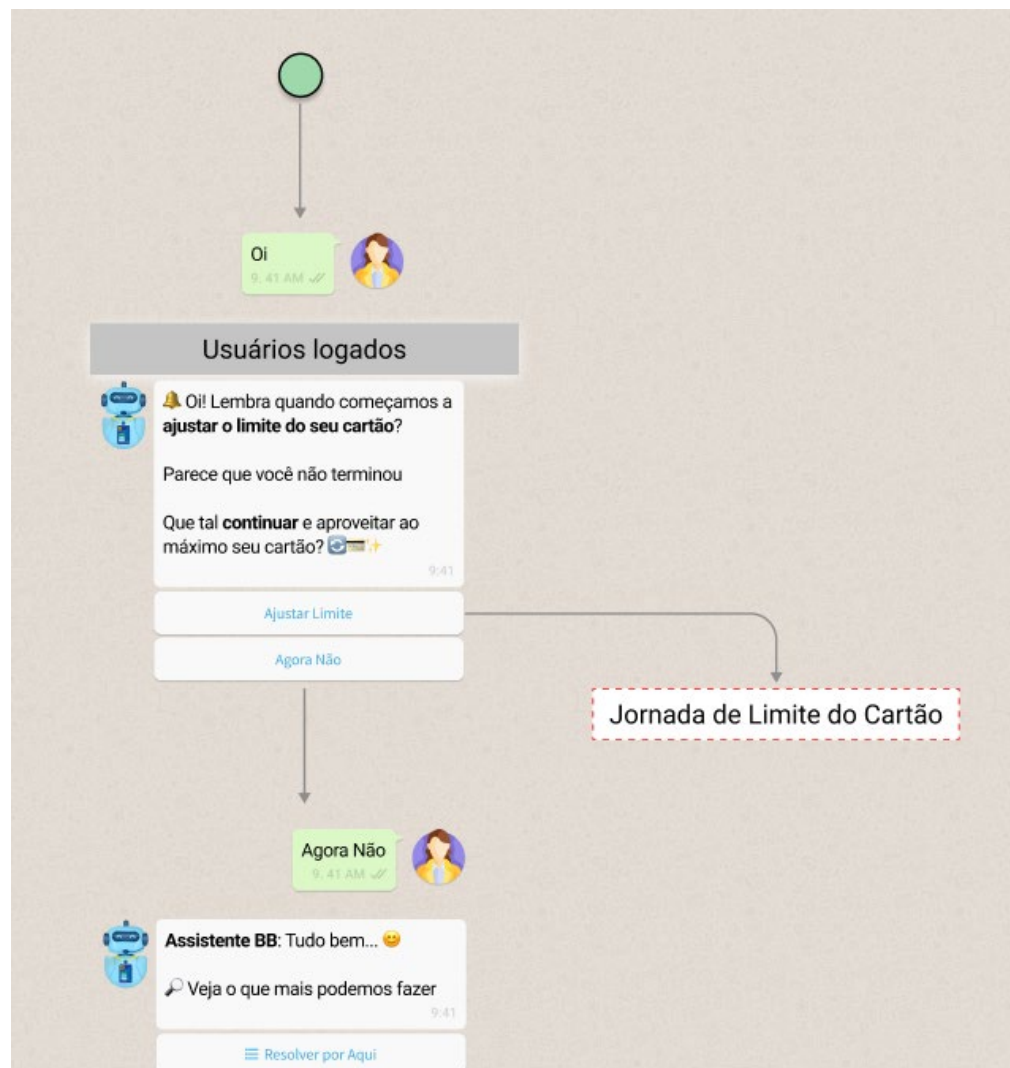 Oi
9. 41 AM
Usuários logados
🔔 Oi! Lembra quando começamos a
ajustar o limite do seu cartão?
Parece que você não terminou
Que tal continuar e aproveitar ao
máximo seu cartão? 🔄💳✨
9:41
Ajustar Limite
Agora Não
Jornada de Limite do Cartão
Agora Não
9. 41 AM
Assistente BB: Tudo bem... 😊
🔎 Veja o que mais podemos fazer
9:41
Resolver por Aqui